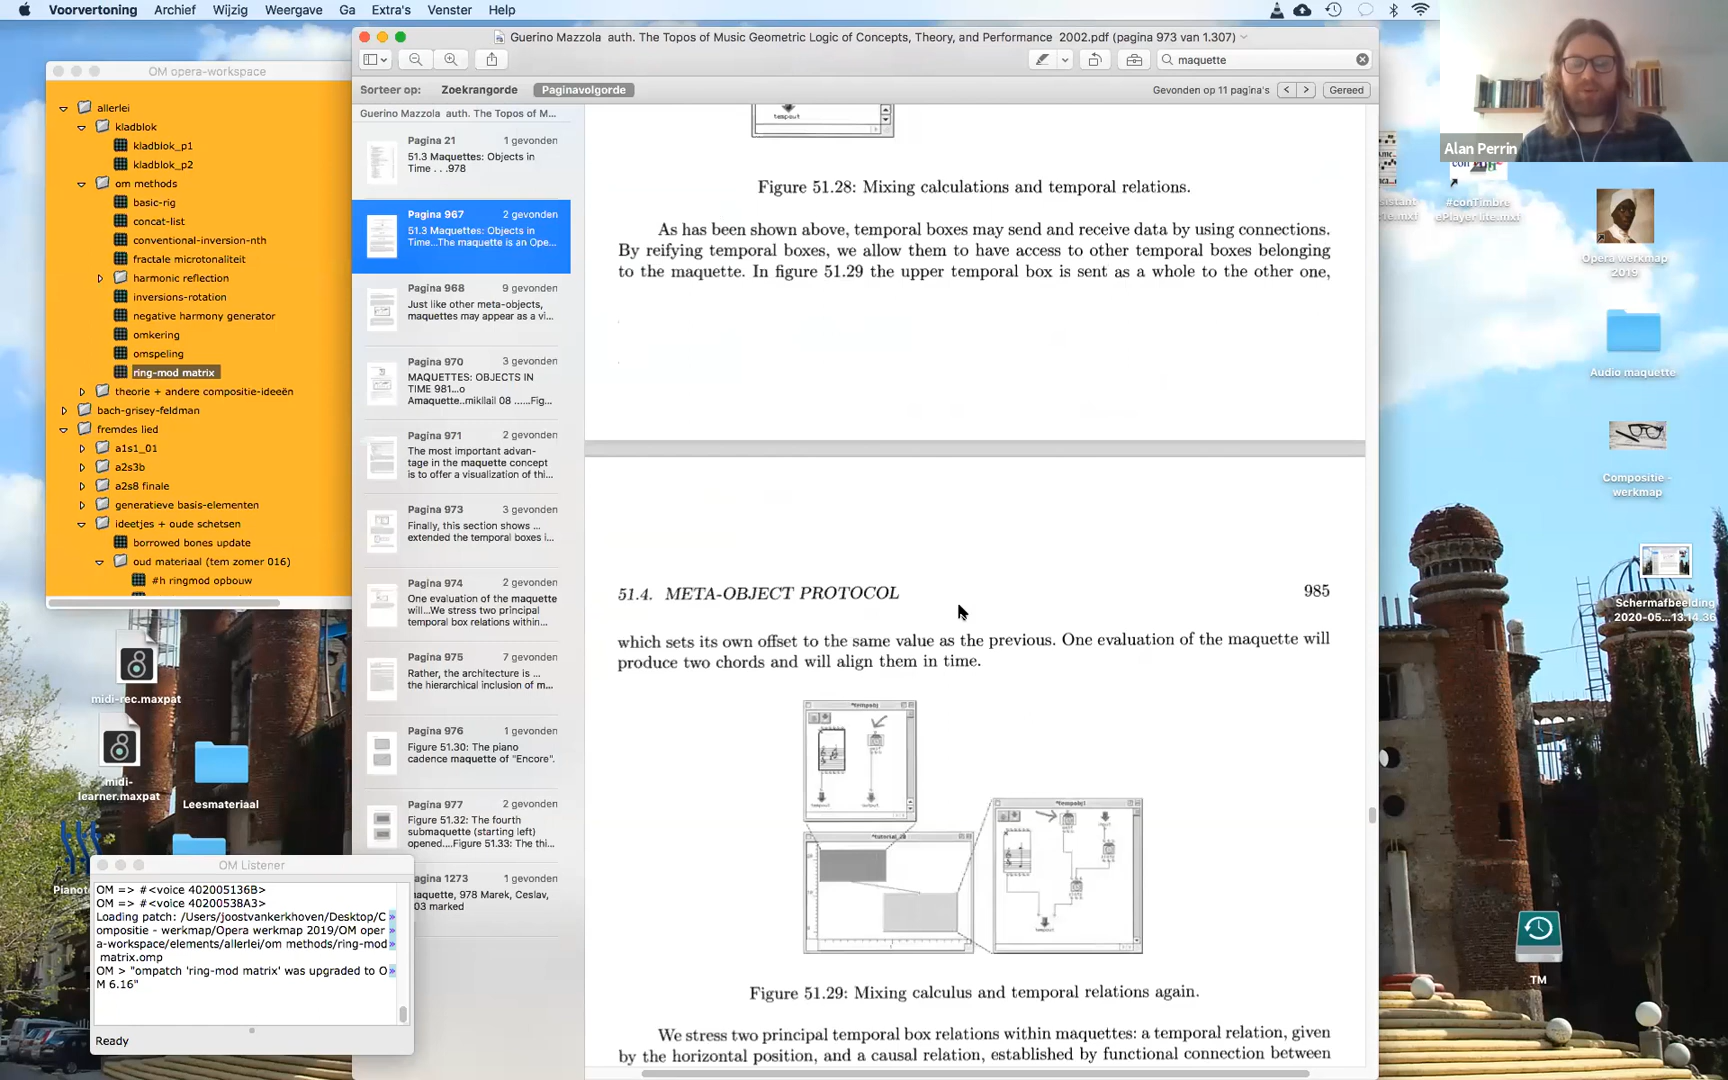 Voorvertoning Archief Wijzig Weergave Ga Extra's Venster Help
OM opera-workspace
allerlei
kladblok
kladblok_p1
kladblok_p2
om methods
basic-rig
concat-list
conventional-inversion-nth
fractale microtonaliteit
harmonic reflection
inversions-rotation
negative harmony generator
omkering
omspeling
ring-mod matrix
theorie + andere compositie-ideeën
bach-grisey-feldman
fremdes lied
a1s1_01
a2s3b
a2s8 finale
generatieve basis-elementen
ideetjes + oude schetsen
borrowed bones update
oud materiaal (tem zomer 016)
#h ringmod opbouw
midi-rec.maxpat
midi-
learner.maxpat
Leesmateriaal
OM Listener
OM => #<voice 402005136B>
OM => #<voice 40200538A3>
Loading patch: /Users/joostvankerkhoven/Desktop/C
ompositie - werkmap/Opera werkmap 2019/OM oper
a-workspace/elements/allerlei/om methods/ring-mod
matrix.omp
OM > "ompatch 'ring-mod matrix' was upgraded to O
M 6.16"
Ready
Guerino Mazzola auth. The Topos of Music Geometric Logic of Concepts, Theory, and Performance 2002.pdf (pagina 973 van 1.307)
maquette
Sorteer op: Zoekrangorde Paginavolgorde
Gevonden op 11 pagina's
Gereed
Guerino Mazzola auth. The Topos of M...
Pagina 21 1 gevonden
51.3 Maquettes: Objects in
Time . . .978
Pagina 967 2 gevonden
51.3 Maquettes: Objects in
Time...The maquette is an Ope...
Pagina 968 9 gevonden
Just like other meta-objects,
maquettes may appear as a vi...
Pagina 970 3 gevonden
MAQUETTES: OBJECTS IN
TIME 981...o
Amaquette..mikllail 08 ......Fig...
Pagina 971 2 gevonden
The most important advan-
tage in the maquette concept
is to offer a visualization of thi...
Pagina 973 3 gevonden
Finally, this section shows ...
extended the temporal boxes i...
Pagina 974 2 gevonden
One evaluation of the maquette
will...We stress two principal
temporal box relations within...
Pagina 975 7 gevonden
Rather, the architecture is ...
the hierarchical inclusion of m...
Pagina 976 1 gevonden
Figure 51.30: The piano
cadence maquette of "Encore".
Pagina 977 2 gevonden
Figure 51.32: The fourth
submaquette (starting left)
opened....Figure 51.33: The thi...
1273 1 gevonden
aquette, 978 Marek, Ceslav,
03 marked
tempout
Figure 51.28: Mixing calculations and temporal relations.
As has been shown above, temporal boxes may send and receive data by using connections.
By reifying temporal boxes, we allow them to have access to other temporal boxes belonging
to the maquette. In figure 51.29 the upper temporal box is sent as a whole to the other one,
51.4. META-OBJECT PROTOCOL 985
which sets its own offset to the same value as the previous. One evaluation of the maquette will
produce two chords and will align them in time.
Figure 51.29: Mixing calculus and temporal relations again.
We stress two principal temporal box relations within maquettes: a temporal relation, given
by the horizontal position, and a causal relation, established by functional connection between
Alan Perrin
#conTimbre
ePlayer lite.mxt
Opera werkmap
2019
Audio maquette
Compositie -
werkmap
Schermafbeelding
2020-05...13.14.36
TM